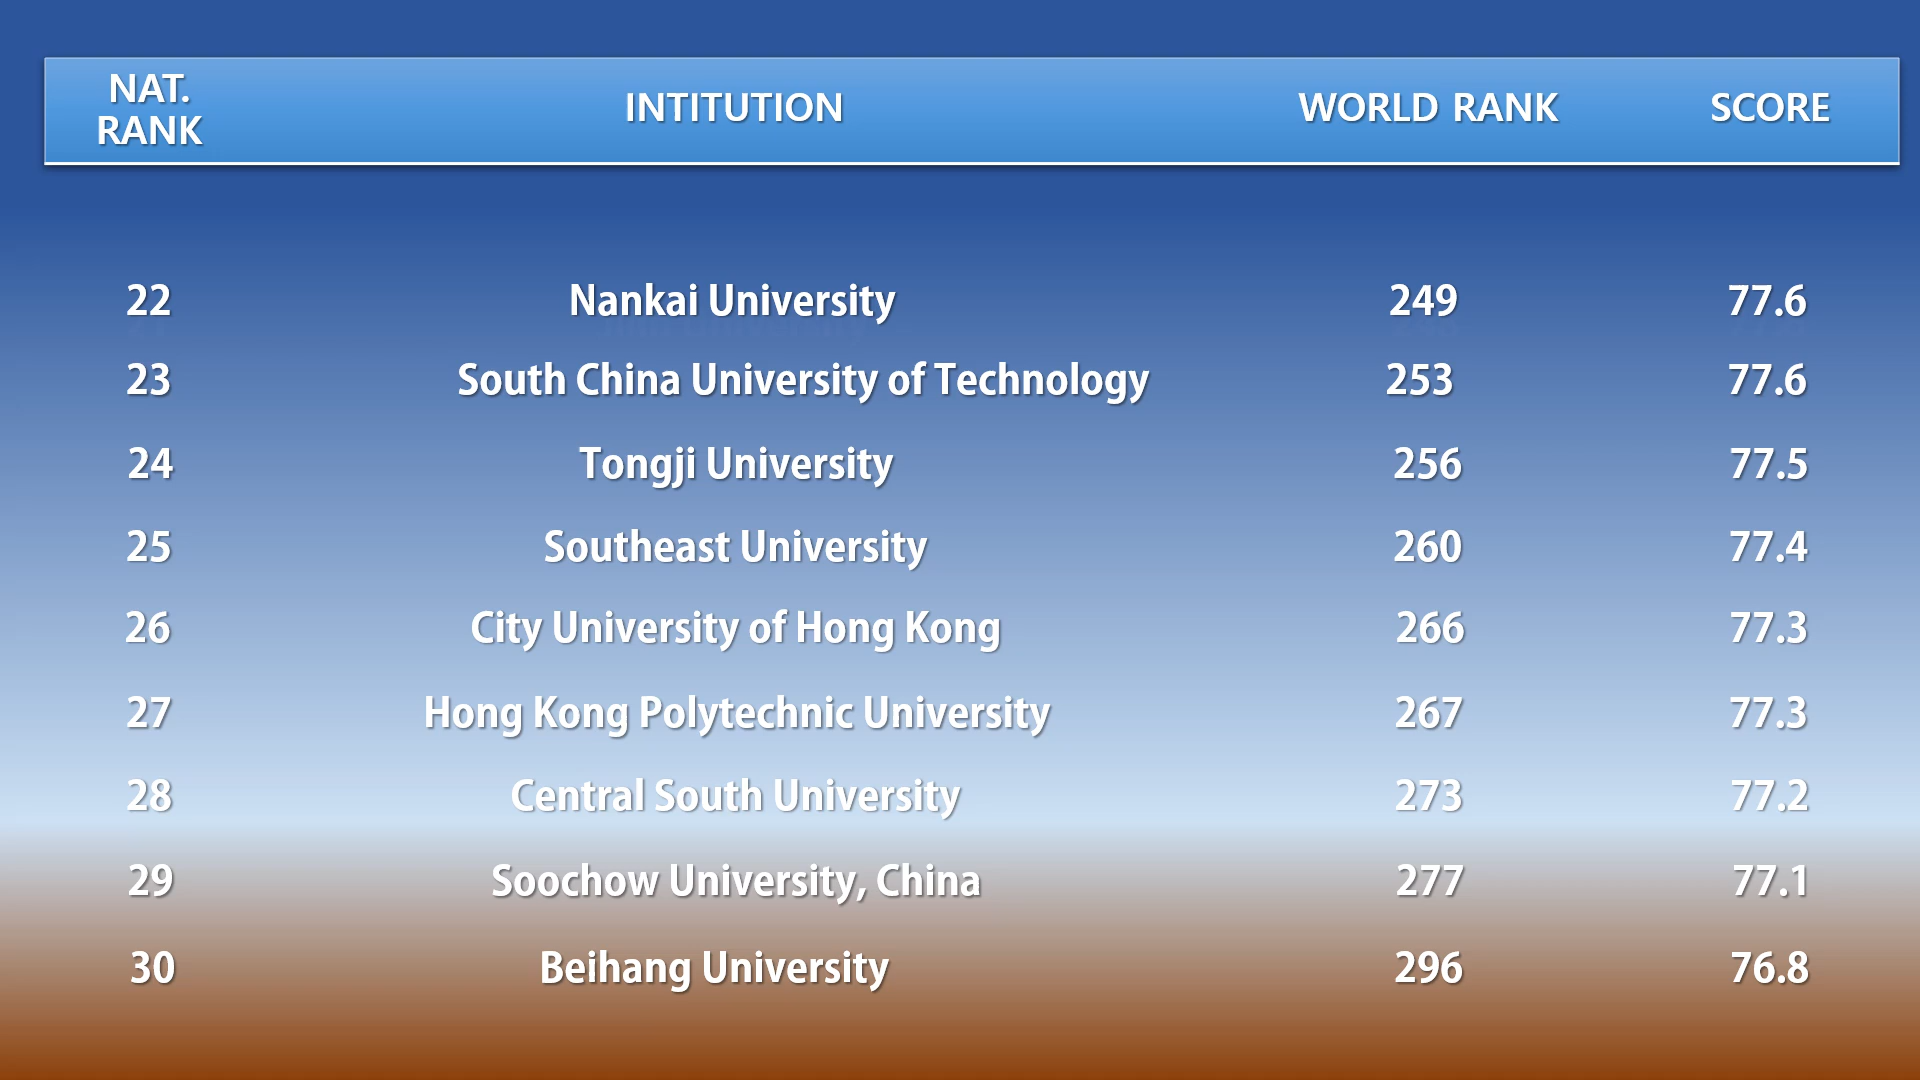 NAT. RANK INTITUTION WORLD RANK SCORE
22 Nankai University 249 77.6
23 South China University of Technology 253 77.6
24 Tongji University 256 77.5
25 Southeast University 260 77.4
26 City University of Hong Kong 266 77.3
27 Hong Kong Polytechnic University 267 77.3
28 Central South University 273 77.2
29 Soochow University, China 277 77.1
30 Beihang University 296 76.8